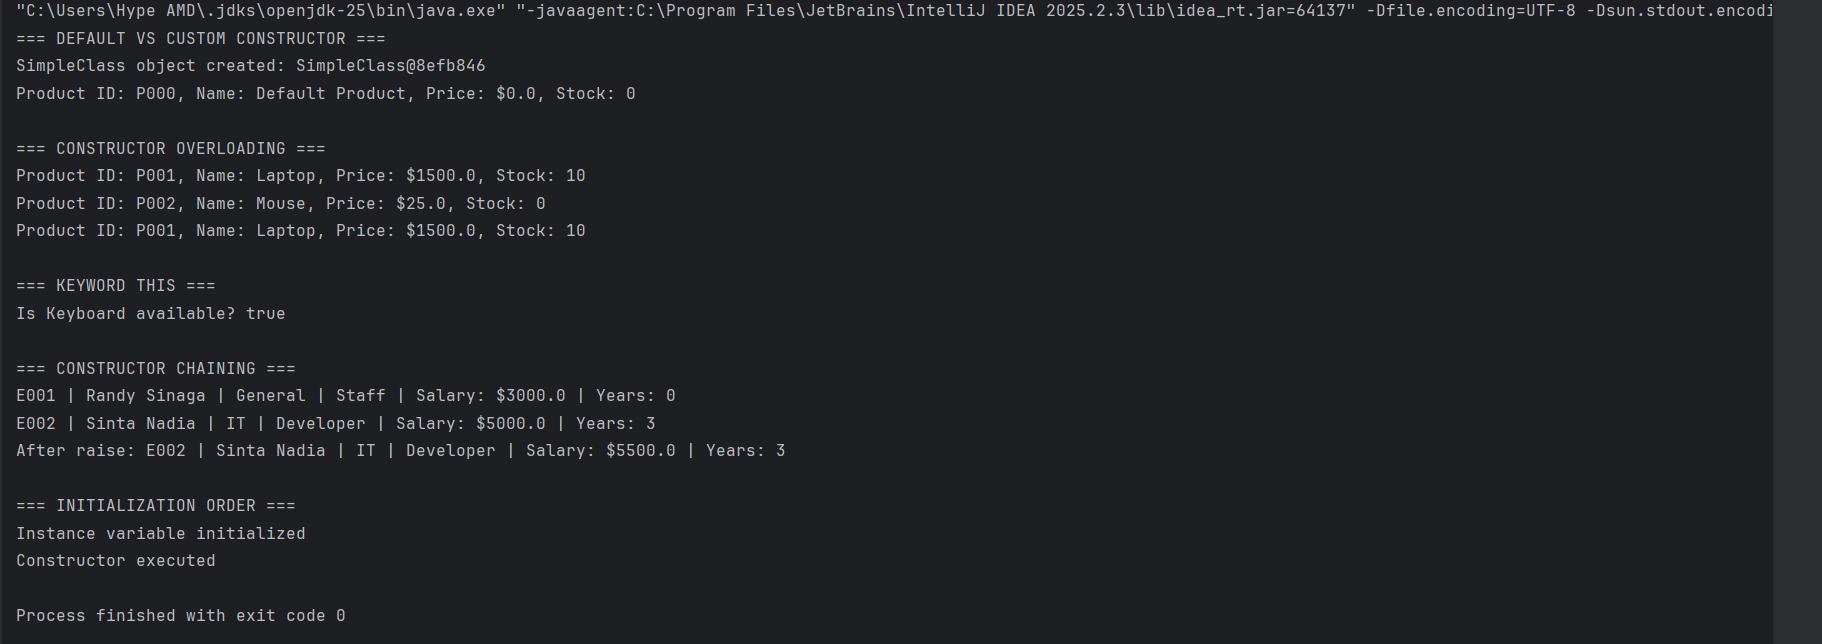 "C:\Users\Hype AMD\.jdks\openjdk-25\bin\java.exe" "-javaagent:C:\Program Files\JetBrains\IntelliJ IDEA 2025.2.3\lib\idea_rt.jar=64137" -Dfile.encoding=UTF-8 -Dsun.stdout.encodi
=== DEFAULT VS CUSTOM CONSTRUCTOR ===
SimpleClass object created: SimpleClass@8efb846
Product ID: P000, Name: Default Product, Price: $0.0, Stock: 0
=== CONSTRUCTOR OVERLOADING ===
Product ID: P001, Name: Laptop, Price: $1500.0, Stock: 10
Product ID: P002, Name: Mouse, Price: $25.0, Stock: 0
Product ID: P001, Name: Laptop, Price: $1500.0, Stock: 10
=== KEYWORD THIS ===
Is Keyboard available? true
=== CONSTRUCTOR CHAINING ===
E001 | Randy Sinaga | General | Staff | Salary: $3000.0 | Years: 0
E002 | Sinta Nadia | IT | Developer | Salary: $5000.0 | Years: 3
After raise: E002 | Sinta Nadia | IT | Developer | Salary: $5500.0 | Years: 3
=== INITIALIZATION ORDER ===
Instance variable initialized
Constructor executed
Process finished with exit code 0